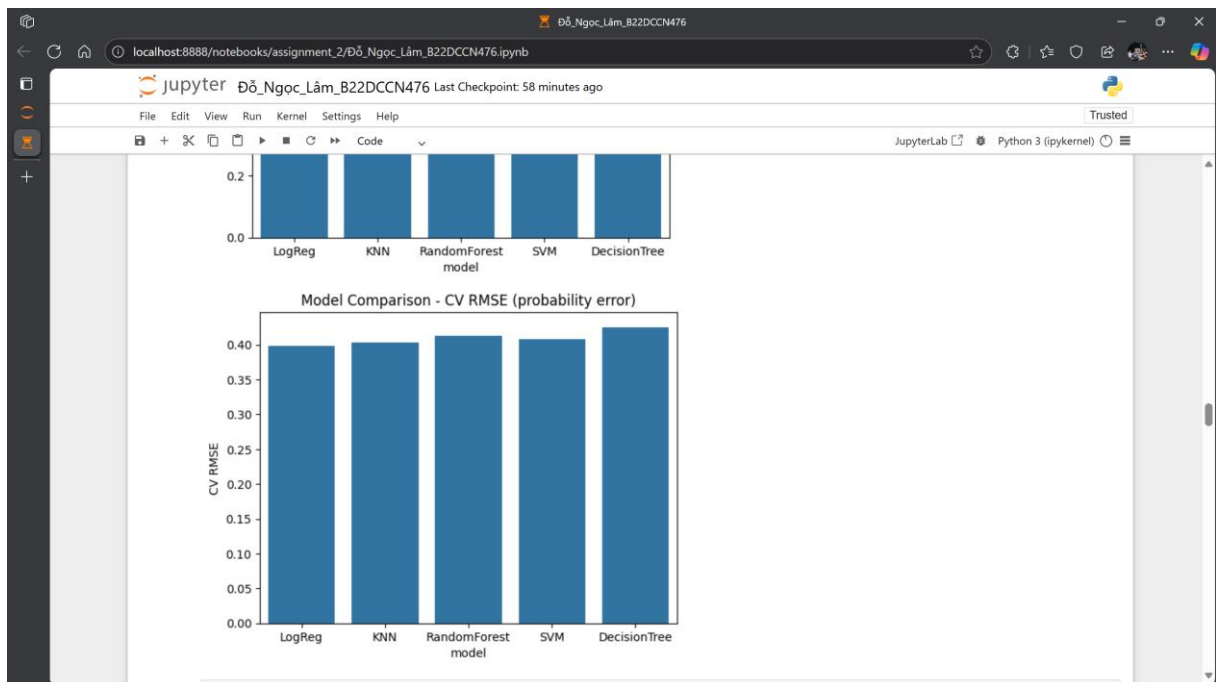 Đỗ_Ngọc_Lâm_B22DCCN476
localhost:8888/notebooks/assignment_2/Đỗ_Ngọc_Lâm_B22DCCN476.ipynb
jupyter Đỗ_Ngọc_Lâm_B22DCCN476 Last Checkpoint: 58 minutes ago
File Edit View Run Kernel Settings Help
Trusted
Code
JupyterLab
Python 3 (ipykernel)
0.2
0.0
LogReg KNN RandomForest SVM DecisionTree
model
Model Comparison - CV RMSE (probability error)
0.40
0.35
0.30
0.25
0.20
0.15
0.10
0.05
0.00
CV RMSE
LogReg KNN RandomForest SVM DecisionTree
model